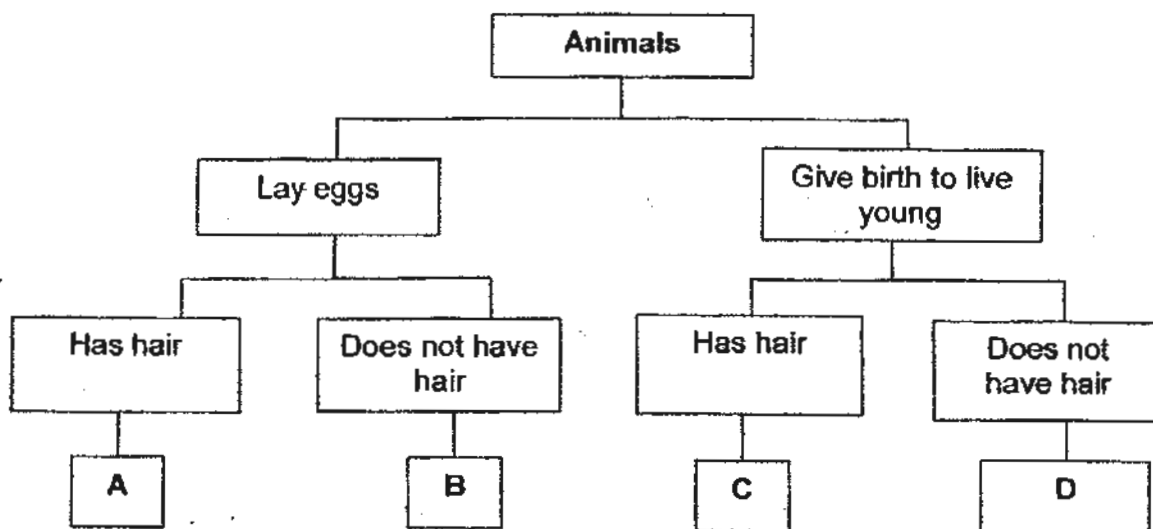 Animals
Lay eggs
Give birth to live
young
Has hair
Does not have
hair
Has hair
Does not
have hair
A
B
C
D